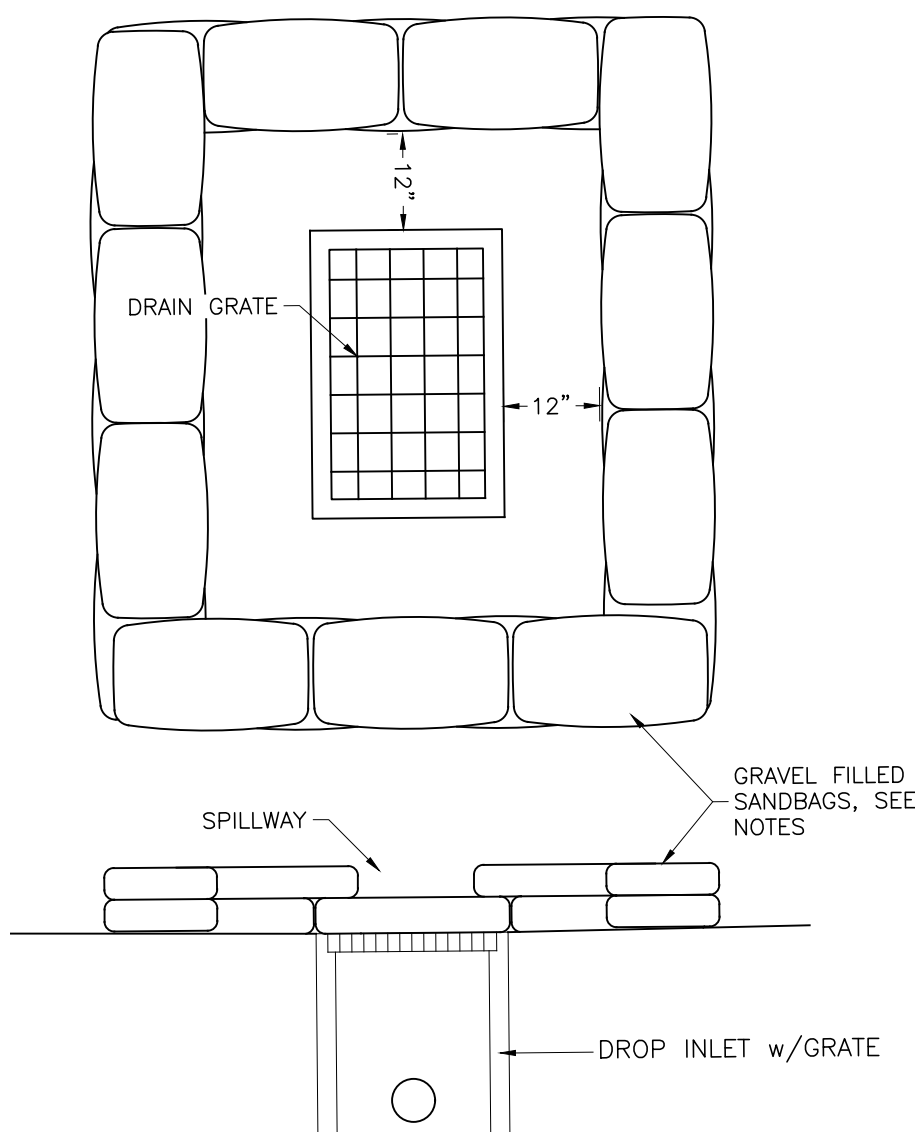 12”
DRAIN GRATE
12”
GRAVEL FILLED
SANDBAGS, SEE
NOTES
SPILLWAY
DROP INLET w/GRATE